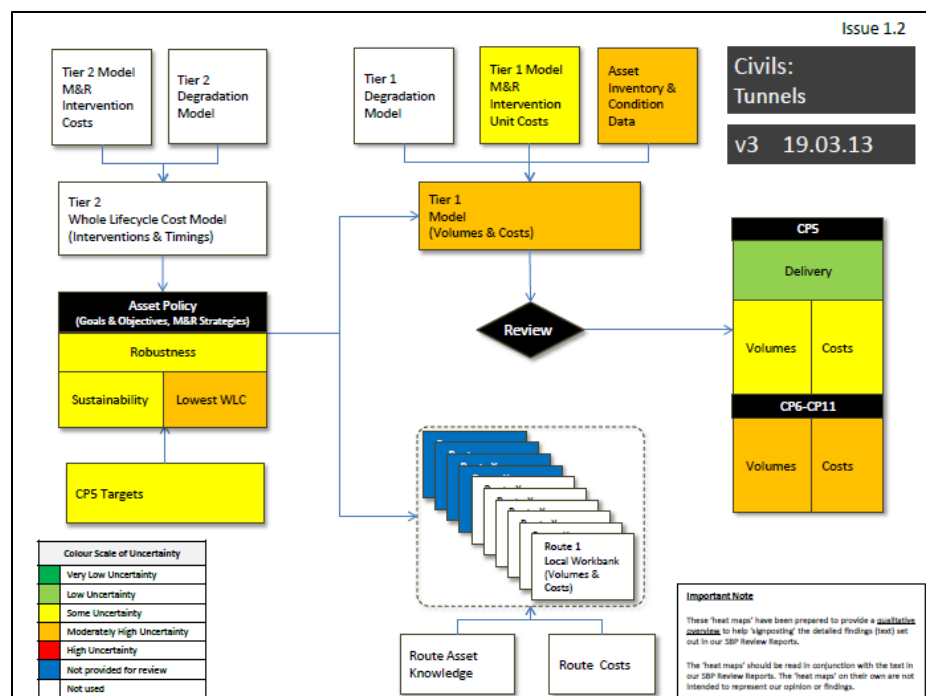 Issue 1.2
Civils:
Tunnels
v3 19.03.13
Tier 2 Model
M&R
Intervention
Costs
Tier 2
Degradation
Model
Tier 1
Degradation
Model
Tier 1 Model
M&R
Intervention
Unit Costs
Asset
Inventory &
Condition
Data
Tier 2
Whole Lifecycle Cost Model
(Interventions & Timings)
Tier 1
Model
(Volumes & Costs)
Asset Policy
(Goals & Objectives, M&R Strategies)
Robustness
Sustainability
Lowest WLC
CP5 Targets
Review
CP5
Delivery
Volumes
Costs
CP6-CP11
Volumes
Costs
Route 1
Local Workbank
(Volumes &
Costs)
Route Asset
Knowledge
Route Costs
Colour Scale of Uncertainty
Very Low Uncertainty
Low Uncertainty
Some Uncertainty
Moderately High Uncertainty
High Uncertainty
Not provided for review
Not used
Important Note
These 'heat maps' have been prepared to provide a qualitative
overview to help 'signposting' the detailed findings (text) set
out in our SBP Review Reports.
The 'heat maps' should be read in conjunction with the text in
our SBP Review Reports. The 'heat maps' on their own are not
intended to represent our opinion or findings.